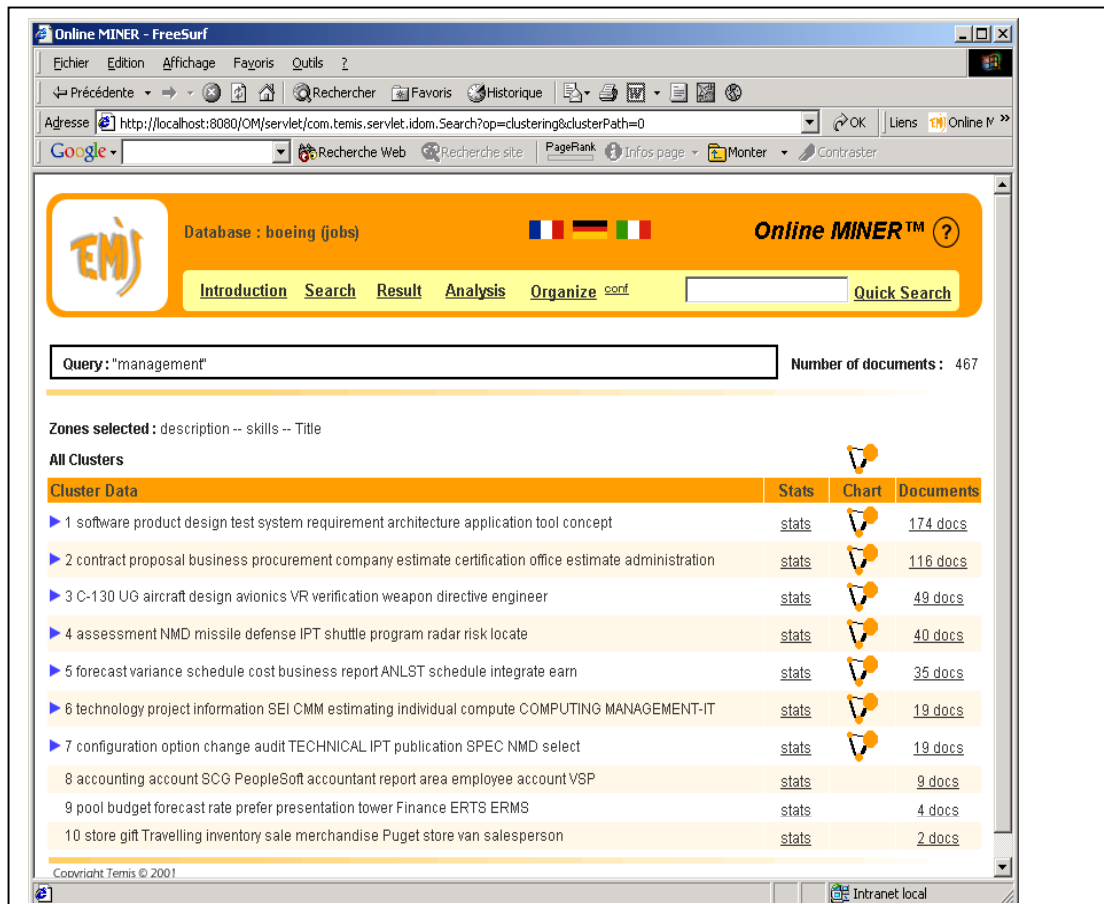 Online MINER - FreeSurf
Fichier Edition Affichage Favoris Outils ?
Précédente Rechercher Favoris Historique
Adresse http://localhost:8080/OM/servlet/com.temis.servlet.idom.Search?op=clustering&clusterPath=0 OK Liens Online M »
Google Recherche Web Recherche site PageRank Infos page Monter Contraster
TEMIS
Database : boeing (jobs) Online MINER™ ?
Introduction Search Result Analysis Organize conf Quick Search
Query : "management" Number of documents : 467
Zones selected : description -- skills -- Title
All Clusters
Cluster Data Stats Chart Documents
1 software product design test system requirement architecture application tool concept stats 174 docs
2 contract proposal business procurement company estimate certification office estimate administration stats 116 docs
3 C-130 UG aircraft design avionics VR verification weapon directive engineer stats 49 docs
4 assessment NMD missile defense IPT shuttle program radar risk locate stats 40 docs
5 forecast variance schedule cost business report ANLST schedule integrate earn stats 35 docs
6 technology project information SEI CMM estimating individual compute COMPUTING MANAGEMENT-IT stats 19 docs
7 configuration option change audit TECHNICAL IPT publication SPEC NMD select stats 19 docs
8 accounting account SCG PeopleSoft accountant report area employee account VSP stats 9 docs
9 pool budget forecast rate prefer presentation tower Finance ERTS ERMS stats 4 docs
10 store gift Travelling inventory sale merchandise Puget store van salesperson stats 2 docs
Copyright Temis © 2001
Intranet local